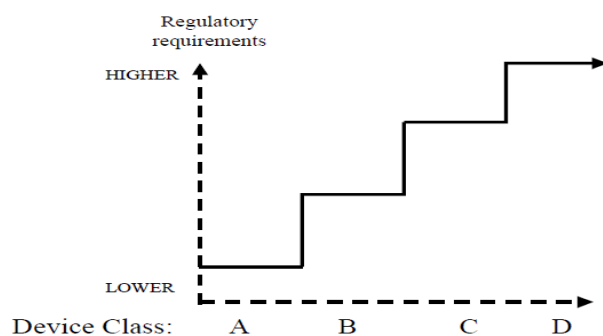 Regulatory
requirements
HIGHER
LOWER
Device Class: A B C D